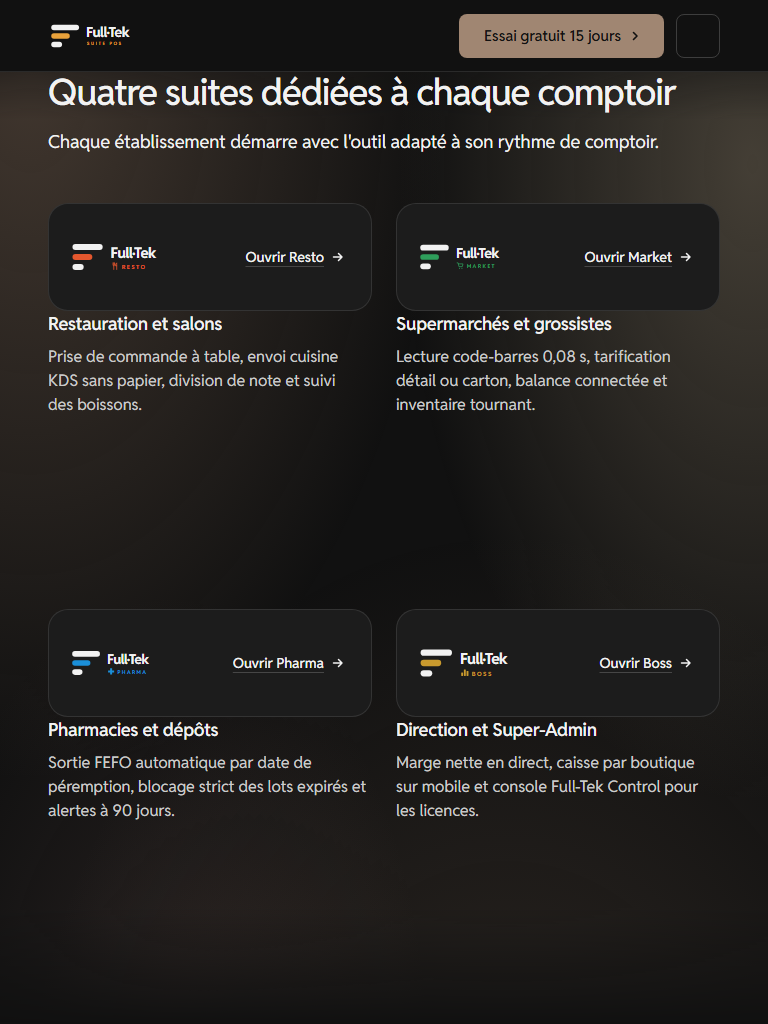 Full-Tek
SUITE POS
Essai gratuit 15 jours
Quatre suites dédiées à chaque comptoir
Chaque établissement démarre avec l'outil adapté à son rythme de comptoir.
Full-Tek
RESTO
Ouvrir Resto
Full-Tek
MARKET
Ouvrir Market
Restauration et salons
Prise de commande à table, envoi cuisine
KDS sans papier, division de note et suivi
des boissons.
Supermarchés et grossistes
Lecture code-barres 0,08 s, tarification
détail ou carton, balance connectée et
inventaire tournant.
Full-Tek
PHARMA
Ouvrir Pharma
Full-Tek
BOSS
Ouvrir Boss
Pharmacies et dépôts
Sortie FEFO automatique par date de
péremption, blocage strict des lots expirés et
alertes à 90 jours.
Direction et Super-Admin
Marge nette en direct, caisse par boutique
sur mobile et console Full-Tek Control pour
les licences.